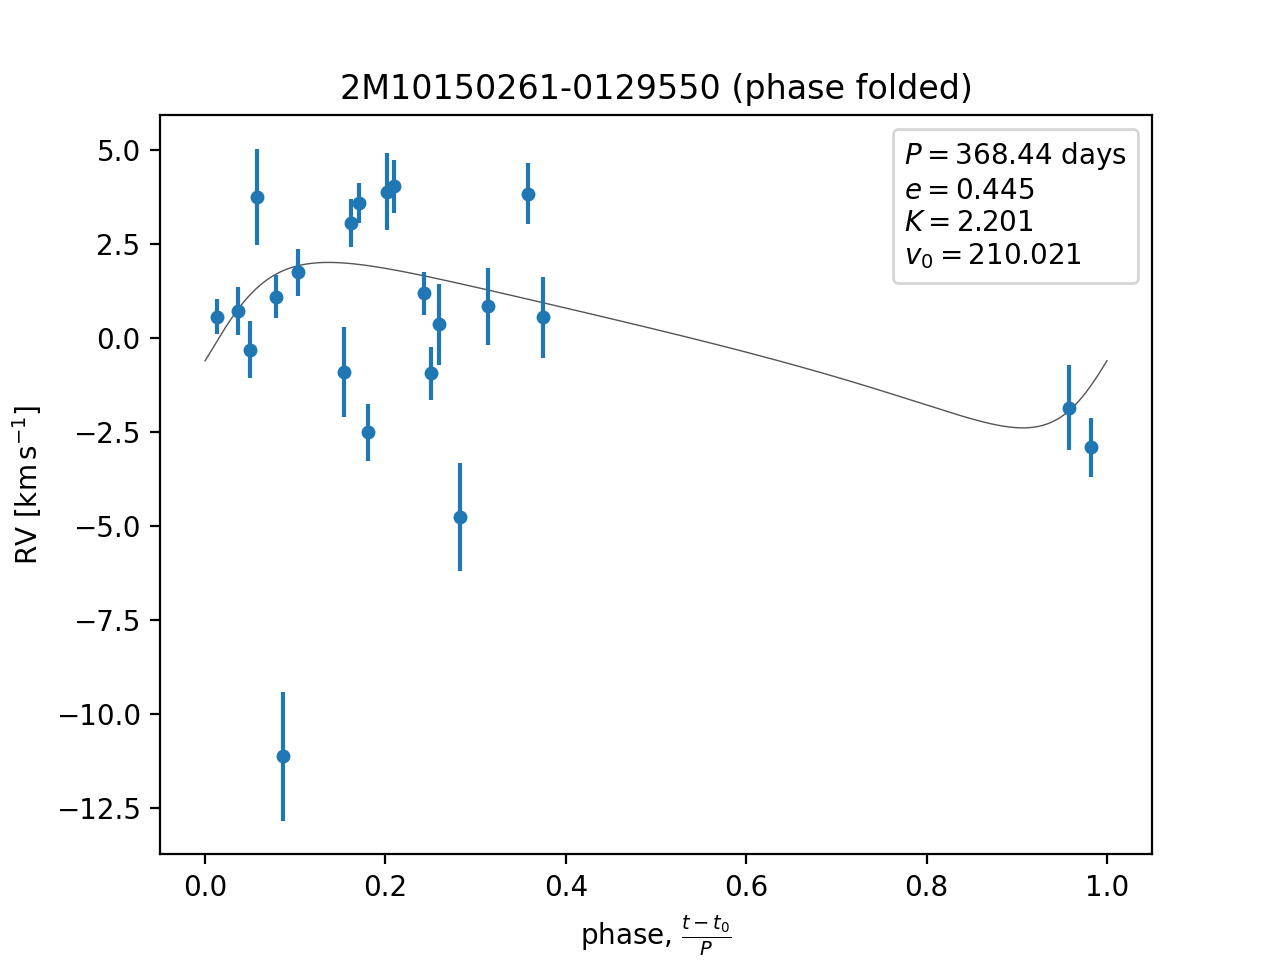 2M10150261-0129550 (phase folded)
P = 368.44 days
e = 0.445
K = 2.201
v₀ = 210.021
5.0
2.5
0.0
−2.5
−5.0
−7.5
−10.0
−12.5
RV [km s⁻¹]
0.0 0.2 0.4 0.6 0.8 1.0
phase, (t − t₀)/P